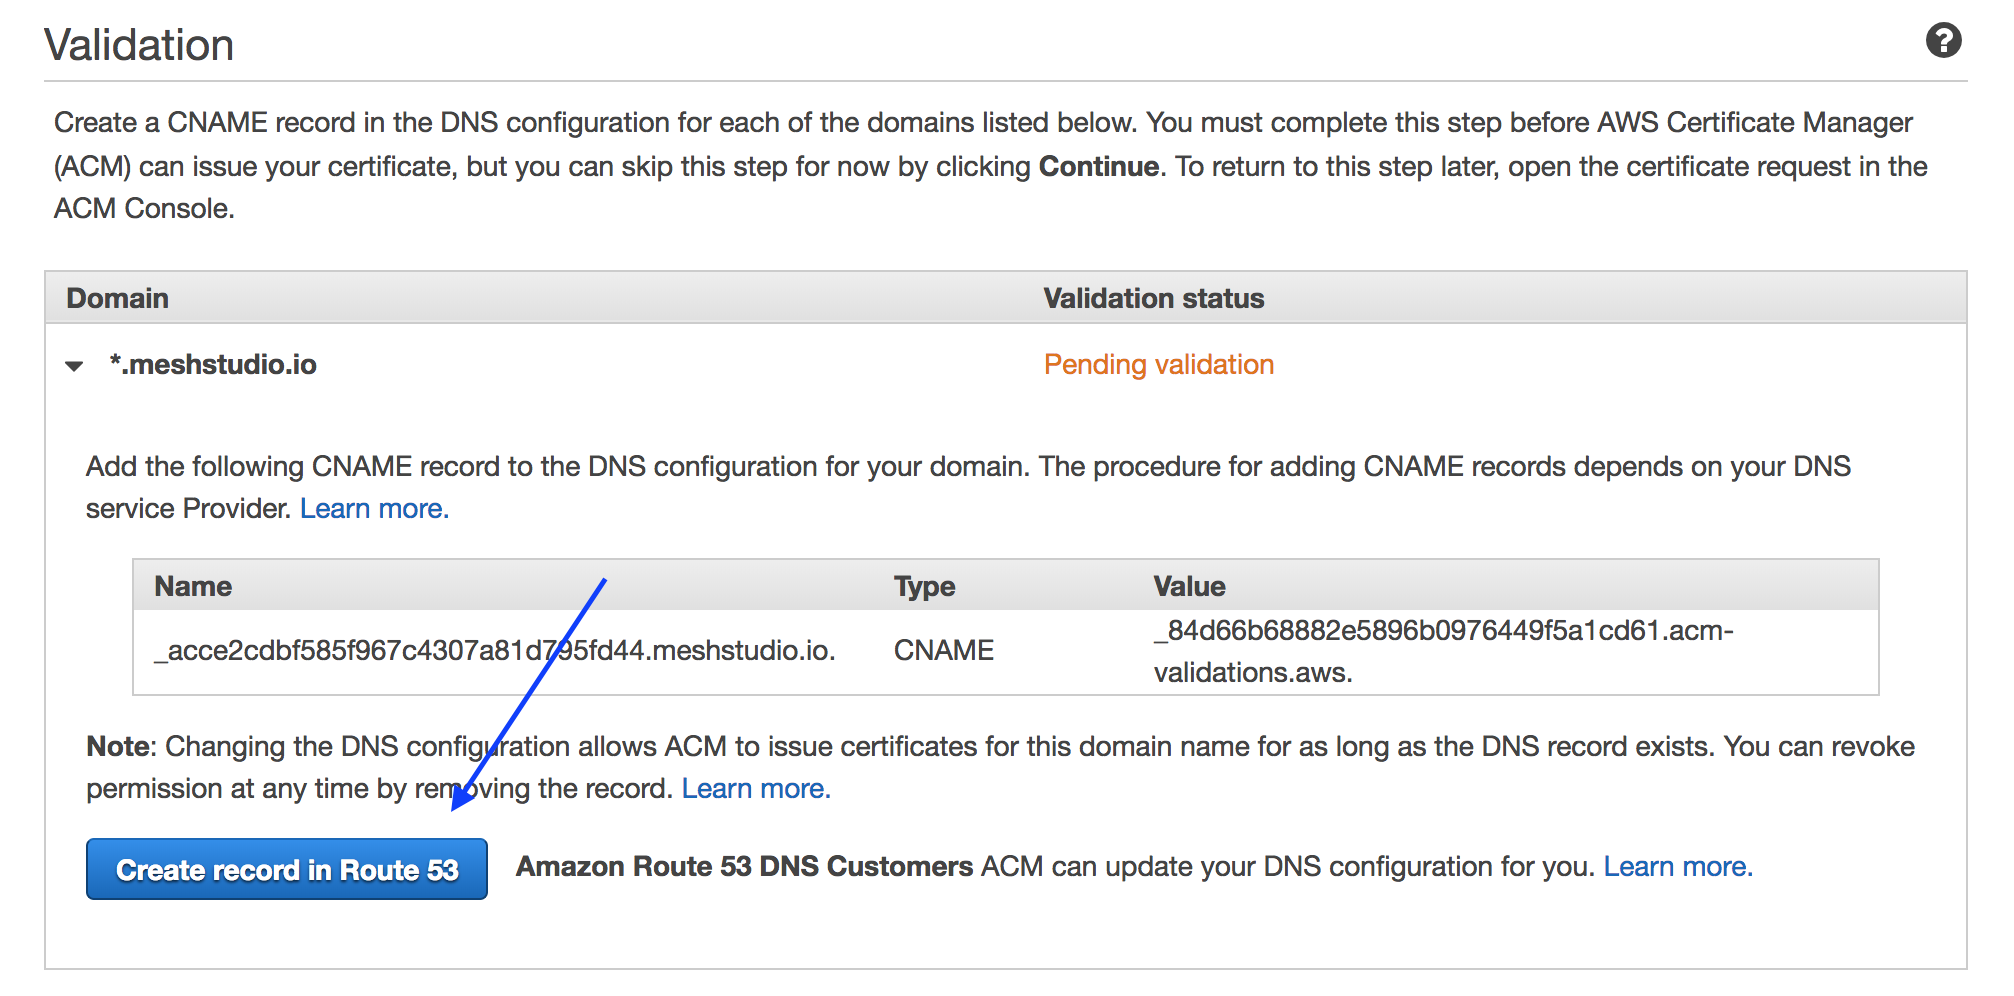 Validation
?
Create a CNAME record in the DNS configuration for each of the domains listed below. You must complete this step before AWS Certificate Manager
(ACM) can issue your certificate, but you can skip this step for now by clicking Continue. To return to this step later, open the certificate request in the
ACM Console.
Domain Validation status
*.meshstudio.io Pending validation
Add the following CNAME record to the DNS configuration for your domain. The procedure for adding CNAME records depends on your DNS
service Provider. Learn more.
Name Type Value
_acce2cdbf585f967c4307a81d795fd44.meshstudio.io. CNAME _84d66b68882e5896b0976449f5a1cd61.acm-
validations.aws.
Note: Changing the DNS configuration allows ACM to issue certificates for this domain name for as long as the DNS record exists. You can revoke
permission at any time by removing the record. Learn more.
Create record in Route 53 Amazon Route 53 DNS Customers ACM can update your DNS configuration for you. Learn more.